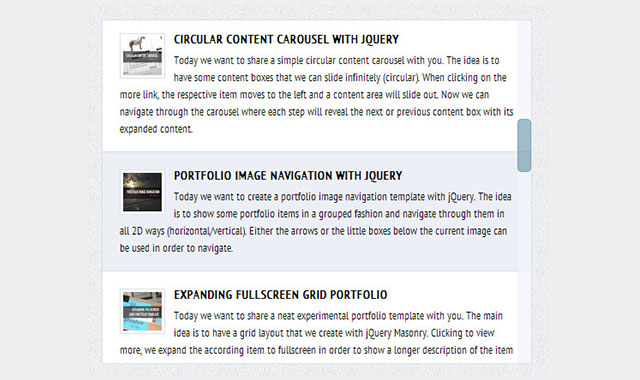 CIRCULAR CONTENT CAROUSEL WITH JQUERY
Today we want to share a simple circular content carousel with you. The idea is to
have some content boxes that we can slide infinitely (circular). When clicking on the
more link, the respective item moves to the left and a content area will slide out. Now we can
navigate through the carousel where each step will reveal the next or previous content box with its
expanded content.
PORTFOLIO IMAGE NAVIGATION WITH JQUERY
PORTFOLIO IMAGE NAVIGATION
Today we want to create a portfolio image navigation template with jQuery. The idea
is to show some portfolio items in a grouped fashion and navigate through them in
all 2D ways (horizontal/vertical). Either the arrows or the little boxes below the current image can
be used in order to navigate.
EXPANDING FULLSCREEN GRID PORTFOLIO
Today we want to share a neat experimental portfolio template with you. The main
idea is to have a grid layout that we create with jQuery Masonry. Clicking to view
more, we expand the according item to fullscreen in order to show a longer description of the item